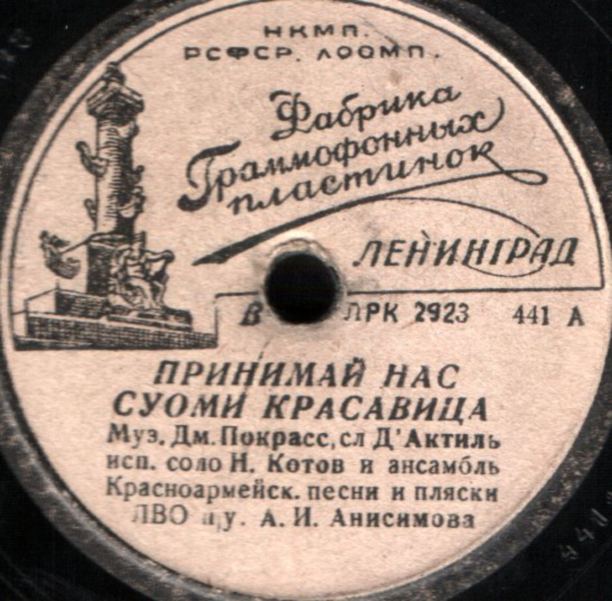 НКМП.
РСФСР. ЛООМП.
Фабрика
Граммофонных
пластинок
ЛЕНИНГРАД
В ЛРК 2923 441 А
ПРИНИМАЙ НАС
СУОМИ КРАСАВИЦА
Муз. Дм. Покрасс, сл Д'Актиль
исп. соло Н. Котов и ансамбль
Красноармейск. песни и пляски
ЛВО п/у. А. И. Анисимова